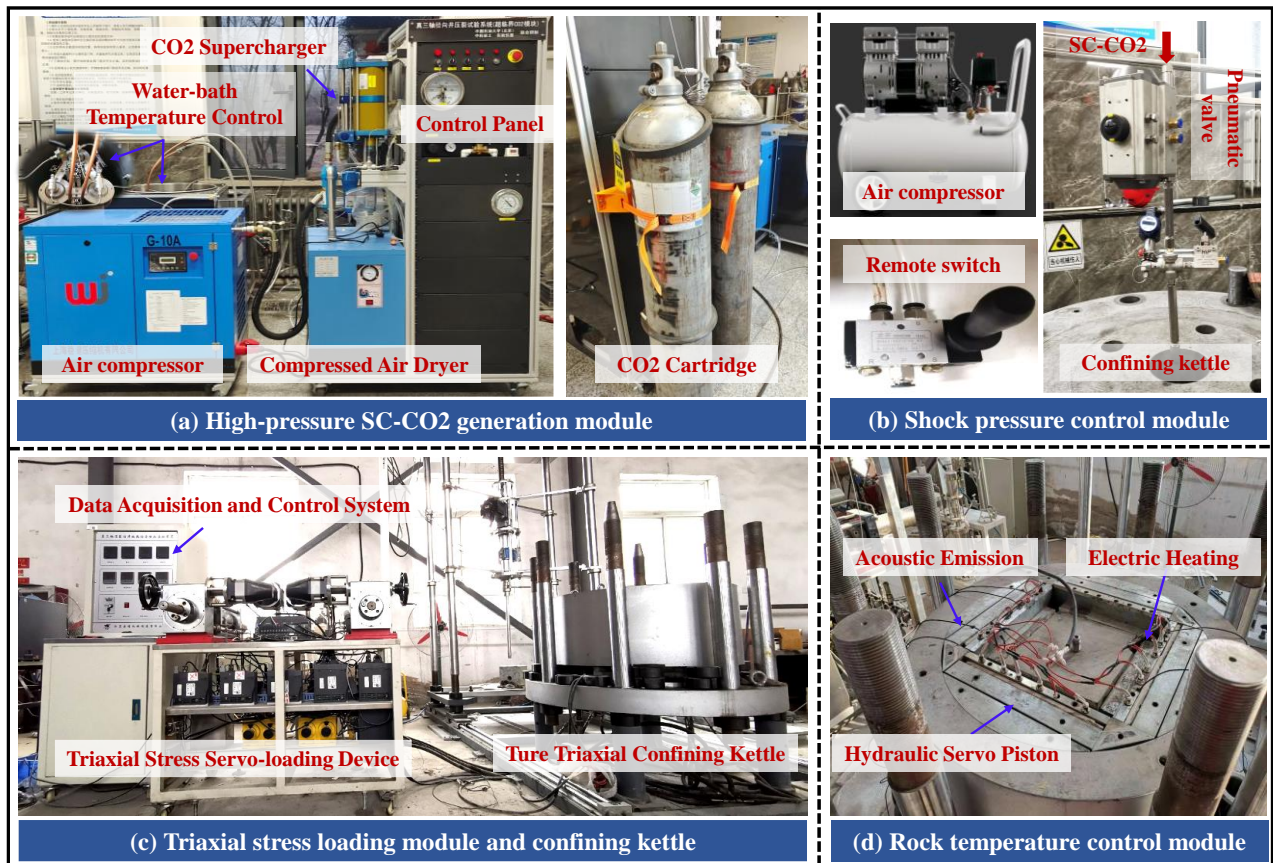 CO2 Supercharger
Water-bath
Temperature Control
Control Panel
G-10A
Air compressor
Compressed Air Dryer
CO2 Cartridge
(a) High-pressure SC-CO2 generation module
SC-CO2
Pneumatic
valve
Air compressor
Remote switch
Confining kettle
(b) Shock pressure control module
Data Acquisition and Control System
Triaxial Stress Servo-loading Device
Ture Triaxial Confining Kettle
(c) Triaxial stress loading module and confining kettle
Acoustic Emission
Electric Heating
Hydraulic Servo Piston
(d) Rock temperature control module